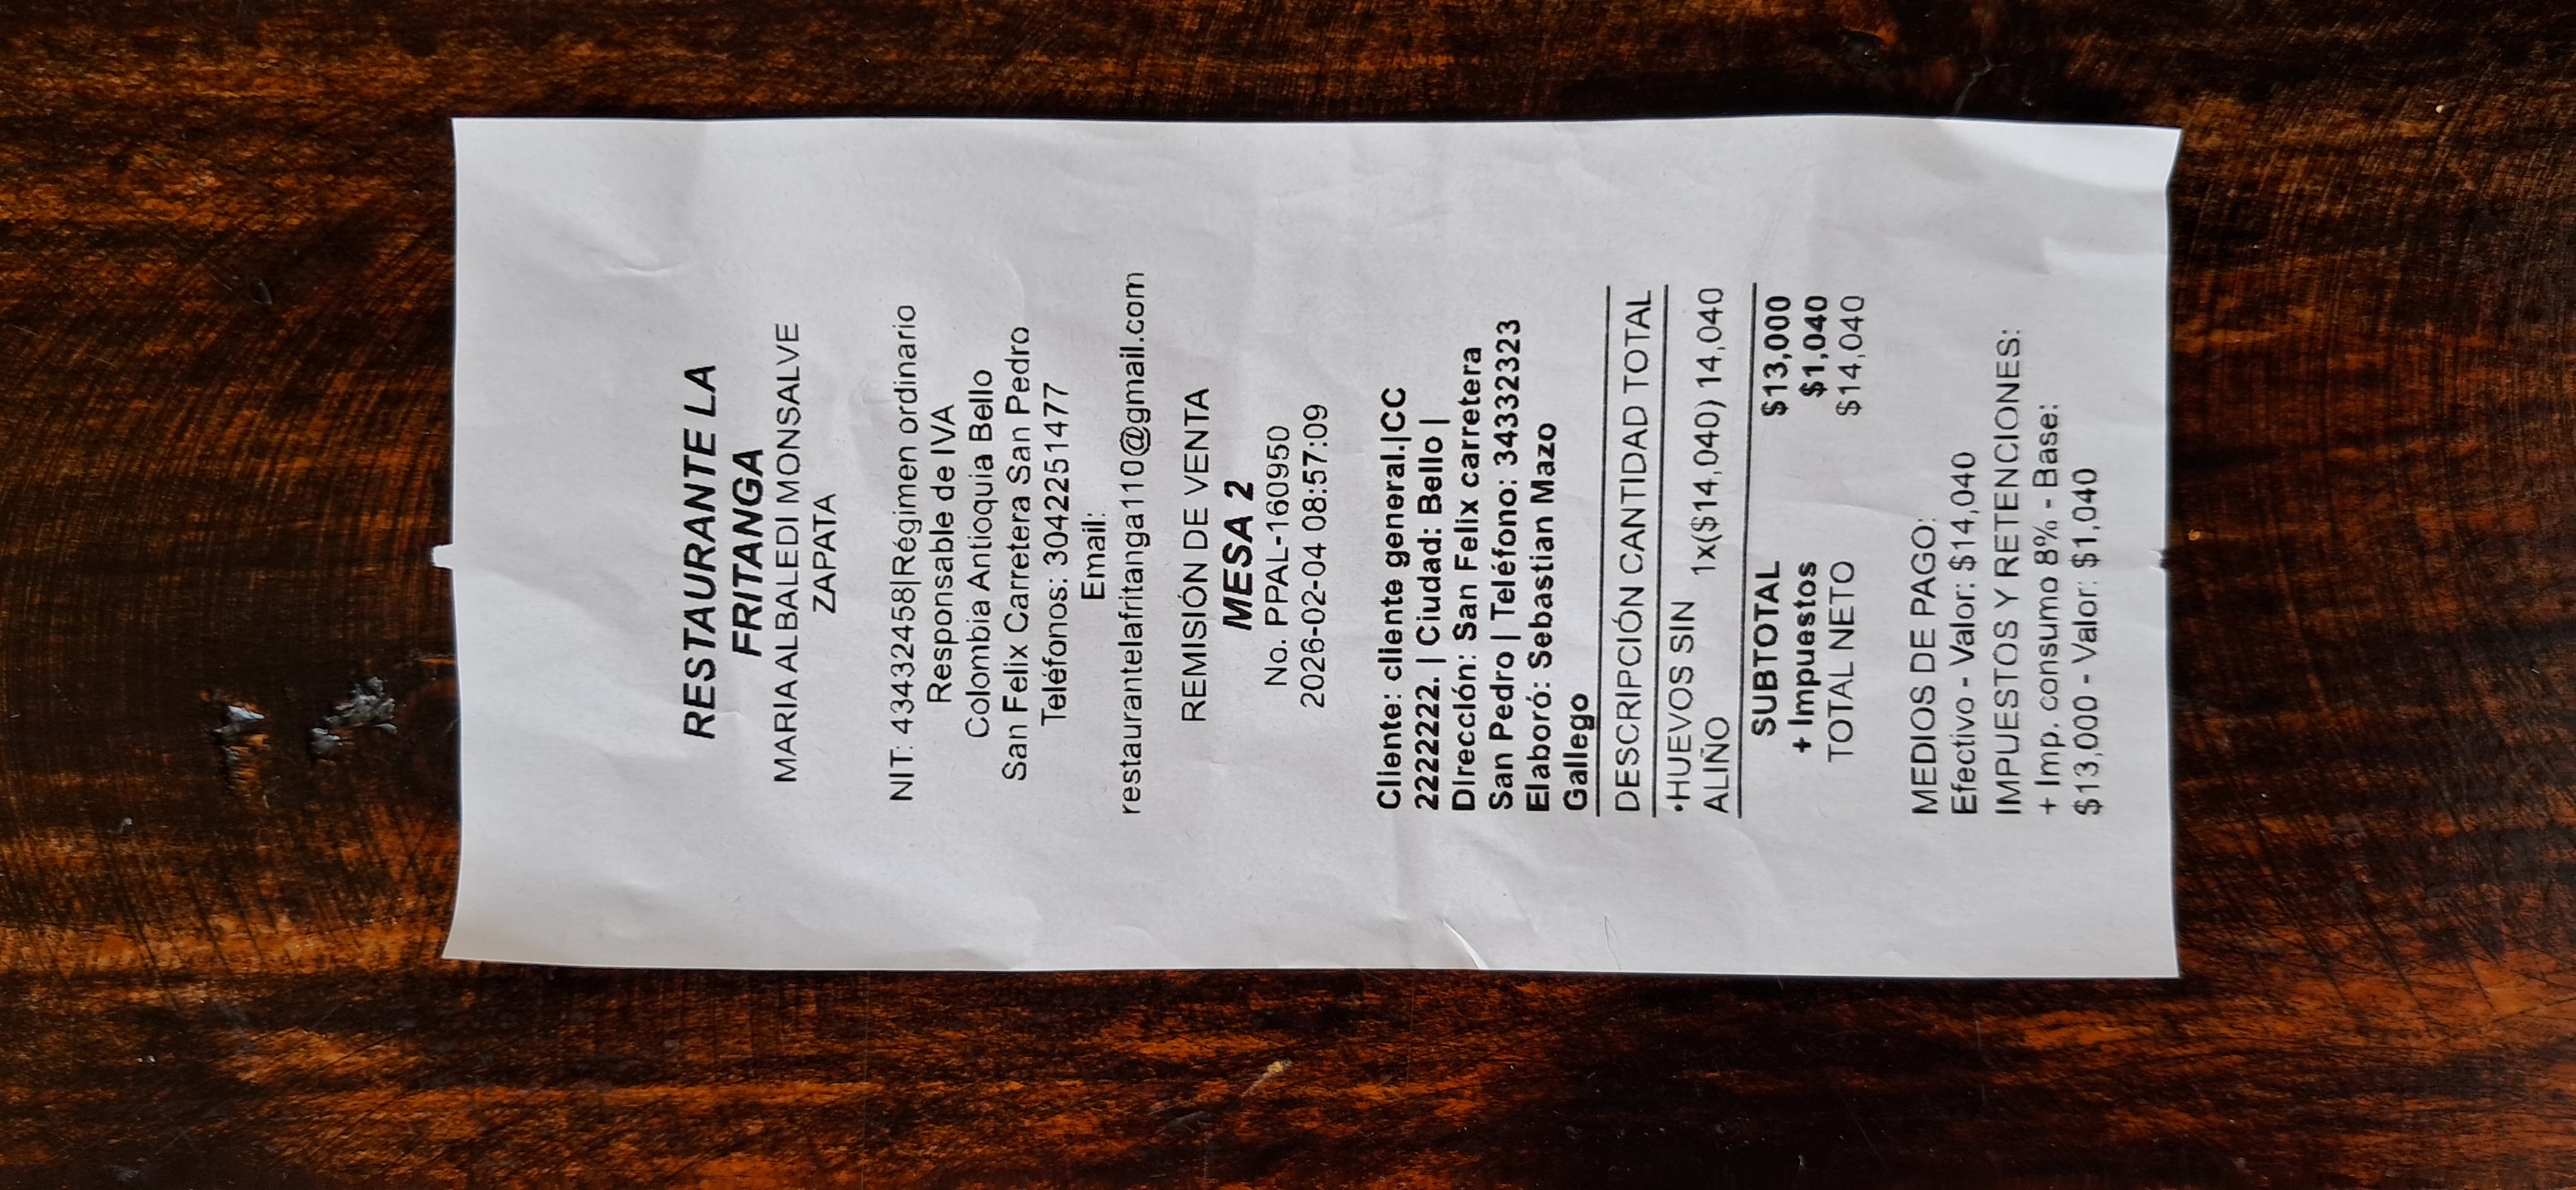 RESTAURANTE LA
FRITANGA
MARIA ALBALEDI MONSALVE
ZAPATA
NIT: 43432458|Régimen ordinario
Responsable de IVA
Colombia Antioquia Bello
San Felix Carretera San Pedro
Teléfonos: 3042251477
Email:
restaurantelafritanga110@gmail.com
REMISIÓN DE VENTA
MESA 2
No. PPAL-160950
2026-02-04 08:57:09
Cliente: cliente general.|CC
22222222. | Ciudad: Bello |
Dirección: San Felix carretera
San Pedro | Teléfono: 34332323
Elaboró: Sebastian Mazo
Gallego
DESCRIPCIÓN CANTIDAD TOTAL
•HUEVOS SIN 1x($14,040) 14,040
ALIÑO
SUBTOTAL $13,000
+ Impuestos $1,040
TOTAL NETO $14,040
MEDIOS DE PAGO:
Efectivo - Valor: $14,040
IMPUESTOS Y RETENCIONES:
+ Imp. consumo 8% - Base:
$13,000 - Valor: $1,040